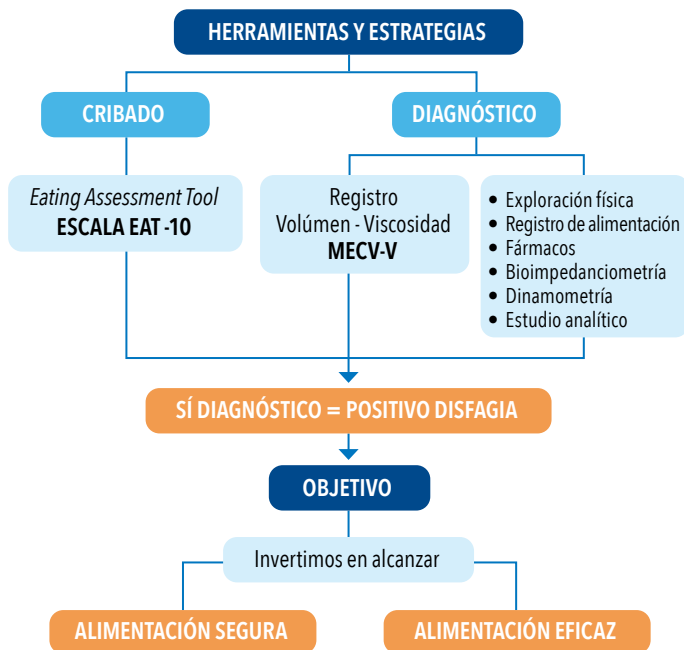 HERRAMIENTAS Y ESTRATEGIAS
CRIBADO
DIAGNÓSTICO
Eating Assessment Tool
ESCALA EAT -10
Registro
Volúmen - Viscosidad
MECV-V
• Exploración física
• Registro de alimentación
• Fármacos
• Bioimpedanciometría
• Dinamometría
• Estudio analítico
SÍ DIAGNÓSTICO = POSITIVO DISFAGIA
OBJETIVO
Invertimos en alcanzar
ALIMENTACIÓN SEGURA
ALIMENTACIÓN EFICAZ